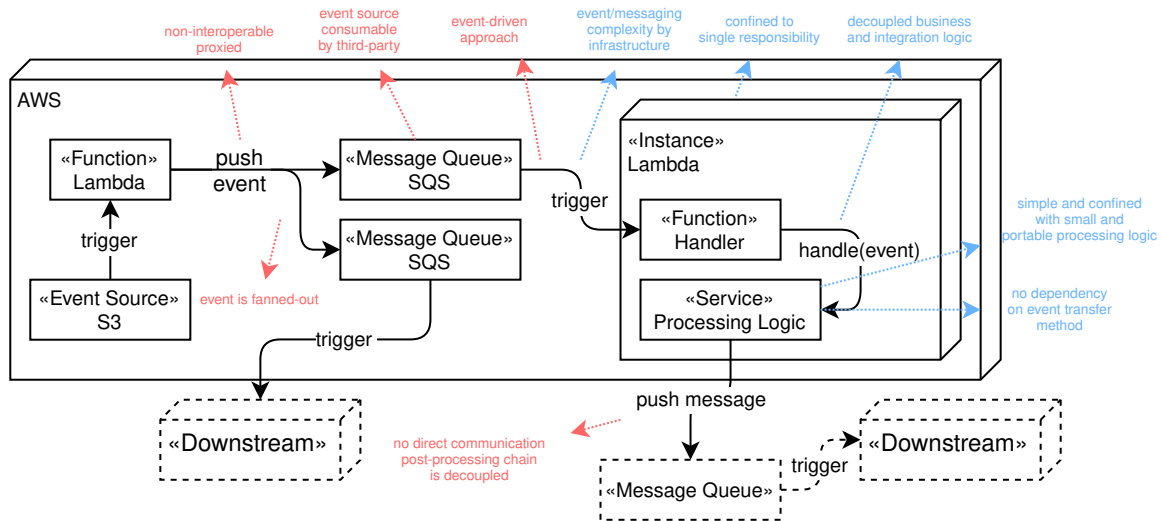 non-interoperable
proxied
event source
consumable
by third-party
event-driven
approach
event/messaging
complexity by
infrastructure
confined to
single responsibility
decoupled business
and integration logic
AWS
«Instance»
Lambda
«Function»
Lambda
push
event
«Message Queue»
SQS
trigger
«Function»
Handler
simple and confined
with small and
portable processing logic
trigger
«Message Queue»
SQS
handle(event)
«Event Source»
S3
event is fanned-out
«Service»
Processing Logic
no dependency
on event transfer
method
trigger
push message
«Downstream»
no direct communication
post-processing chain
is decoupled
«Message Queue»
trigger
«Downstream»